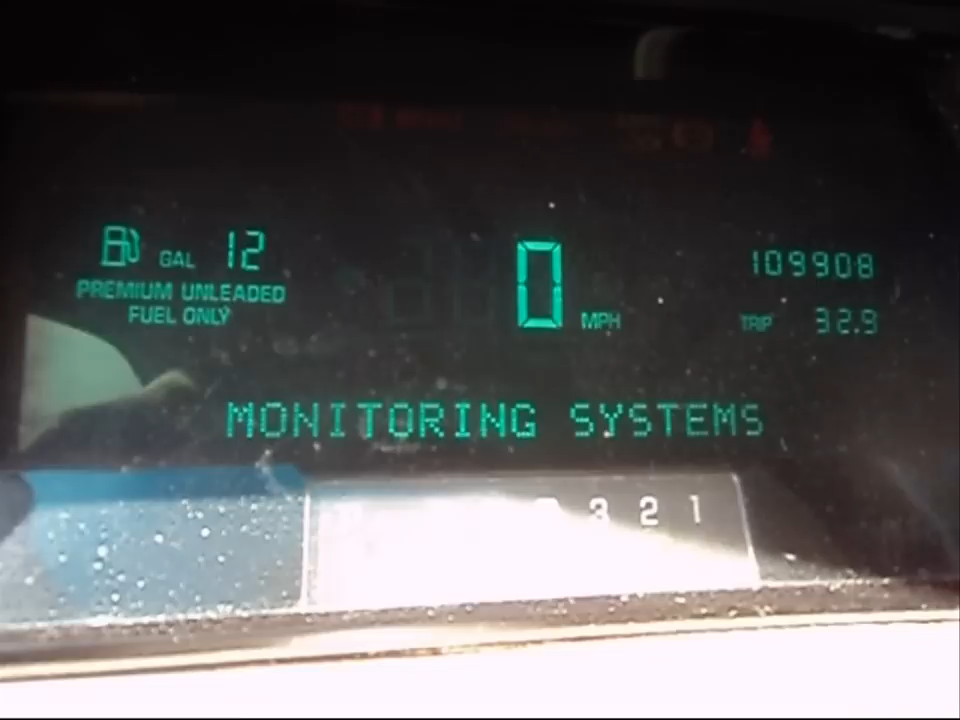 GAL 12
PREMIUM UNLEADED
FUEL ONLY
0 MPH
109908
TRIP 32.9
MONITORING SYSTEMS
3 2 1